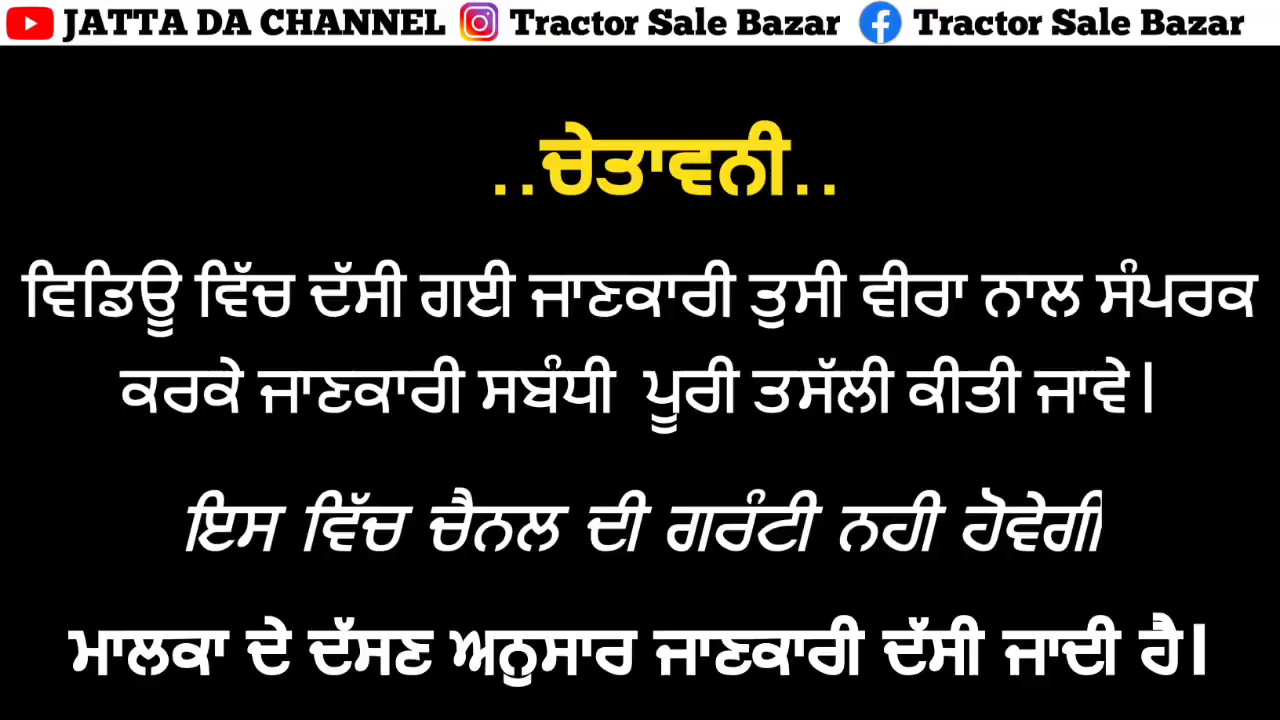 JATTA DA CHANNEL Tractor Sale Bazar Tractor Sale Bazar
..ਚੇਤਾਵਨੀ..
ਵਿਡਿਊ ਵਿੱਚ ਦੱਸੀ ਗਈ ਜਾਣਕਾਰੀ ਤੁਸੀ ਵੀਰਾ ਨਾਲ ਸੰਪਰਕ
ਕਰਕੇ ਜਾਣਕਾਰੀ ਸਬੰਧੀ ਪੂਰੀ ਤਸੱਲੀ ਕੀਤੀ ਜਾਵੇ।
ਇਸ ਵਿੱਚ ਚੈਨਲ ਦੀ ਗਰੰਟੀ ਨਹੀ ਹੋਵੇਗੀ
ਮਾਲਕਾ ਦੇ ਦੱਸਣ ਅਨੁਸਾਰ ਜਾਣਕਾਰੀ ਦੱਸੀ ਜਾਦੀ ਹੈ।